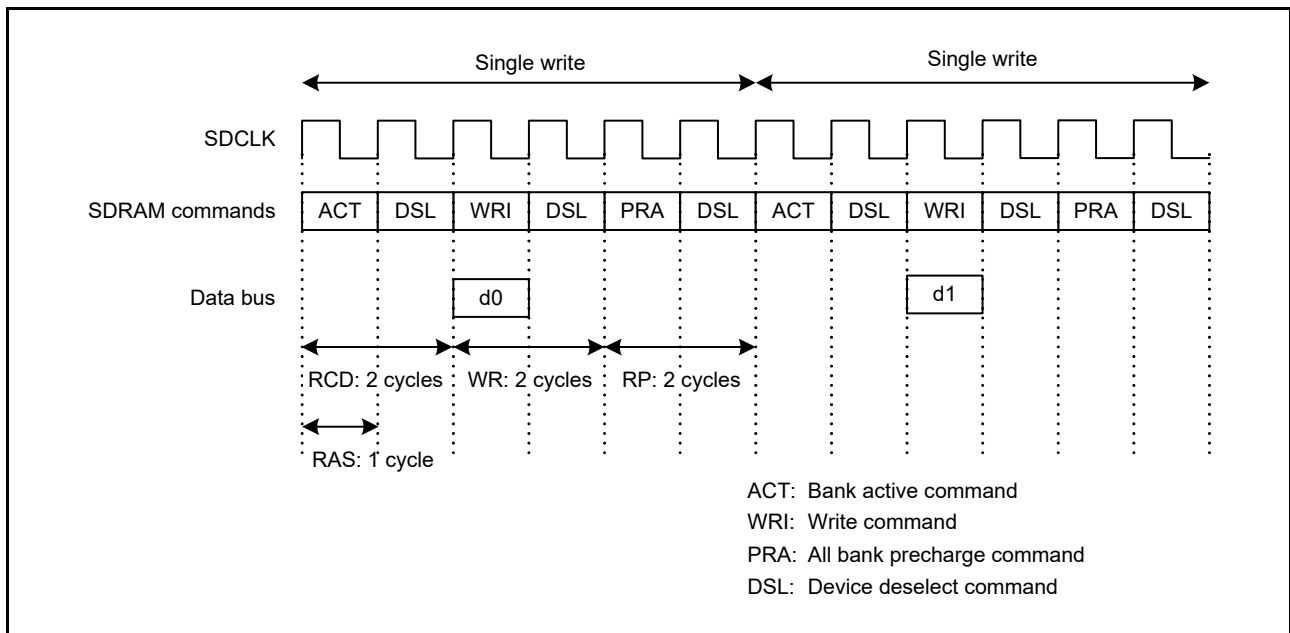 Single write Single write
SDCLK
SDRAM commands ACT DSL WRI DSL PRA DSL ACT DSL WRI DSL PRA DSL
Data bus d0 d1
RCD: 2 cycles WR: 2 cycles RP: 2 cycles
RAS: 1 cycle
ACT: Bank active command
WRI: Write command
PRA: All bank precharge command
DSL: Device deselect command